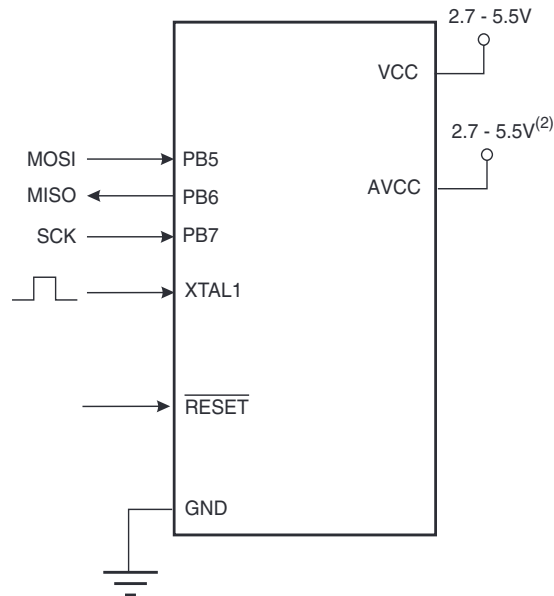 2.7 - 5.5V
VCC
2.7 - 5.5V(2)
MOSI PB5
AVCC
MISO PB6
SCK PB7
XTAL1
RESET
GND